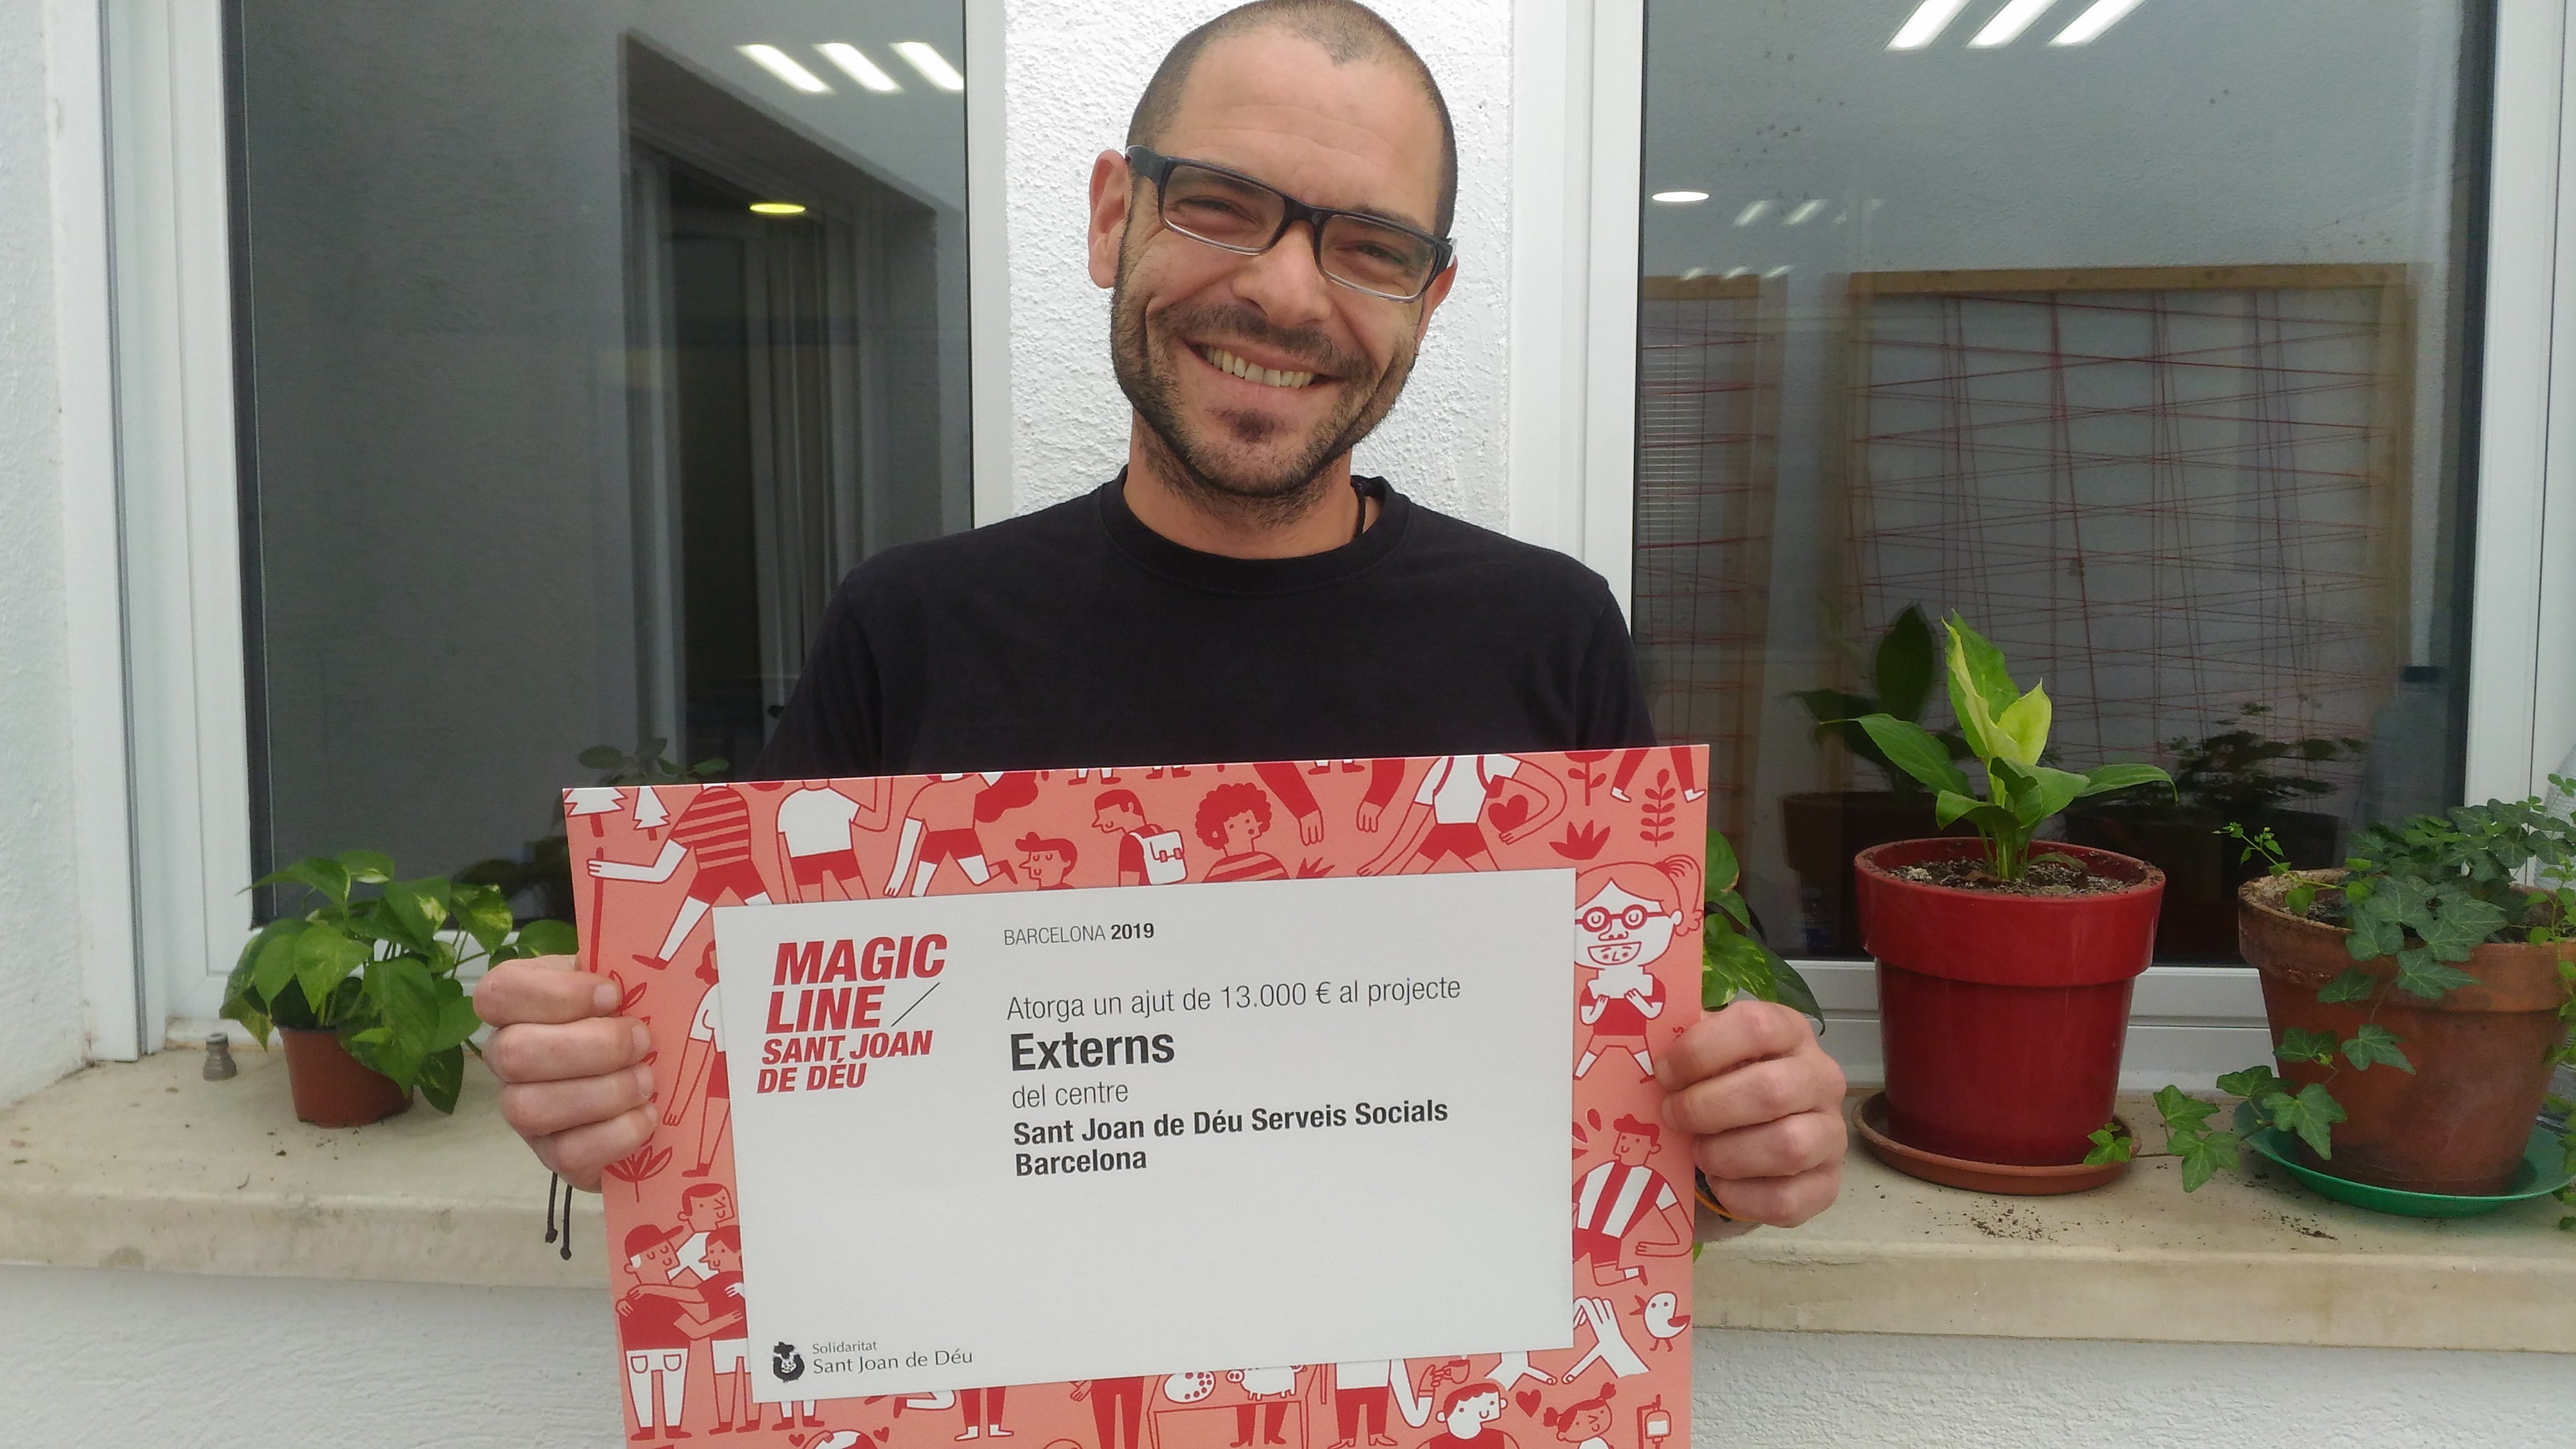 MAGIC
LINE /
SANT JOAN
DE DÉU
BARCELONA 2019
Atorga un ajut de 13.000 € al projecte
Externs
del centre
Sant Joan de Déu Serveis Socials
Barcelona
Solidaritat
Sant Joan de Déu